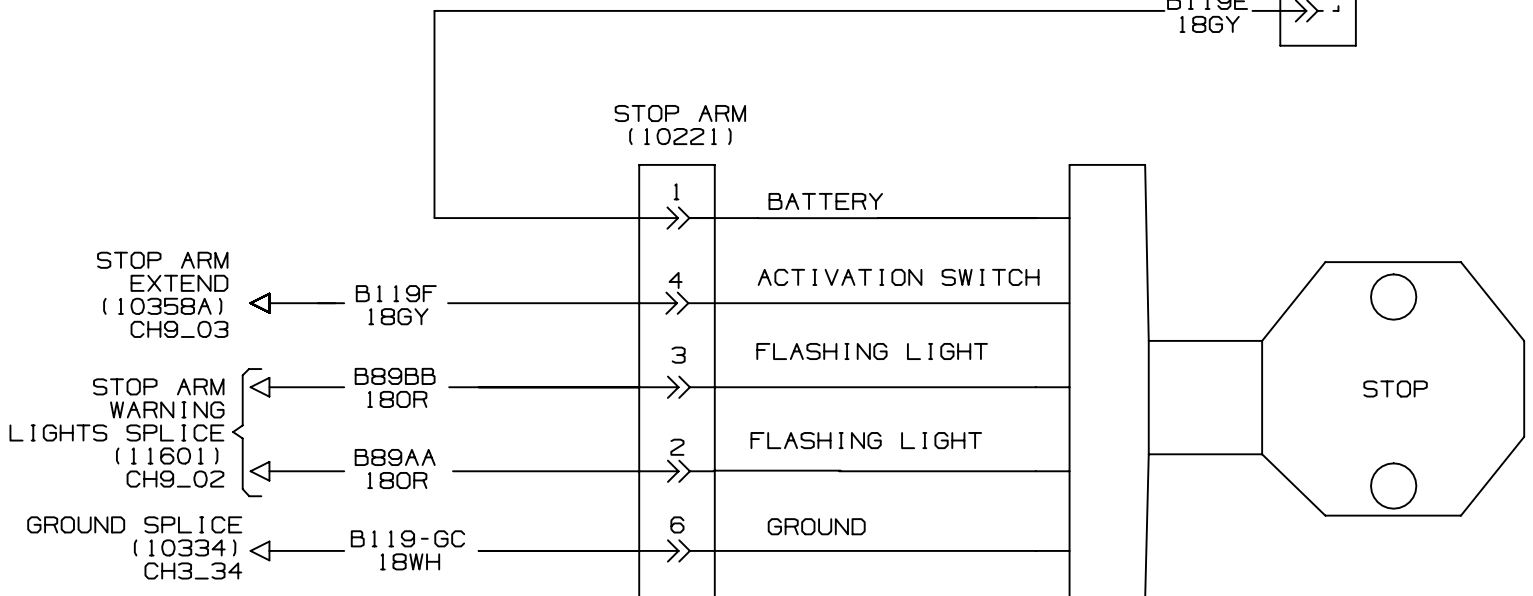 B119E
18GY
STOP ARM
(10221)
1
BATTERY
STOP ARM
EXTEND
(10358A)
CH9_03
B119F
18GY
4
ACTIVATION SWITCH
STOP ARM
WARNING
LIGHTS SPLICE
(11601)
CH9_02
B89BB
18OR
3
FLASHING LIGHT
B89AA
18OR
2
FLASHING LIGHT
STOP
GROUND SPLICE
(10334)
CH3_34
B119-GC
18WH
6
GROUND